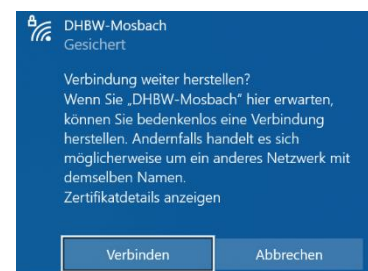 DHBW-Mosbach
Gesichert
Verbindung weiter herstellen?
Wenn Sie „DHBW-Mosbach" hier erwarten,
können Sie bedenkenlos eine Verbindung
herstellen. Andernfalls handelt es sich
möglicherweise um ein anderes Netzwerk mit
demselben Namen.
Zertifikatdetails anzeigen
Verbinden Abbrechen